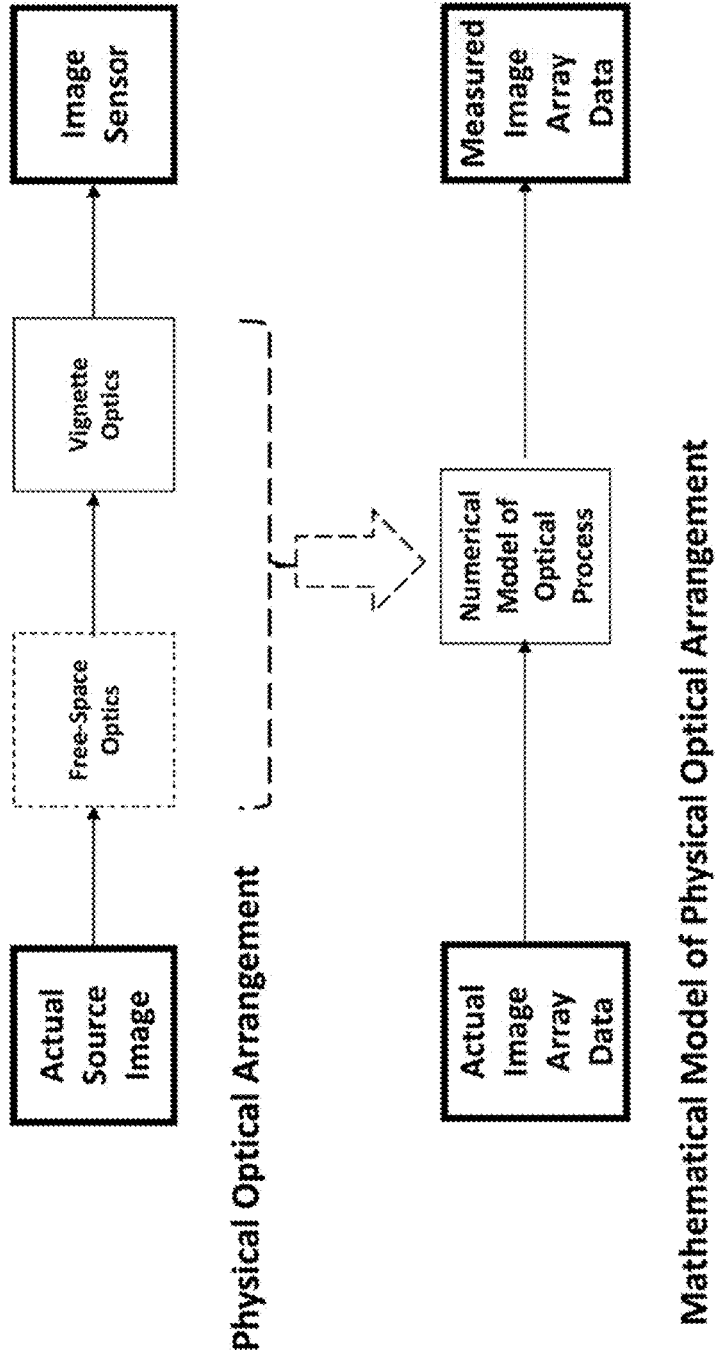 Actual
Source
Image
Free-Space
Optics
Vignette
Optics
Image
Sensor
Physical Optical Arrangement
Actual
Image
Array
Data
Numerical
Model of
Optical
Process
Measured
Image
Array
Data
Mathematical Model of Physical Optical Arrangement